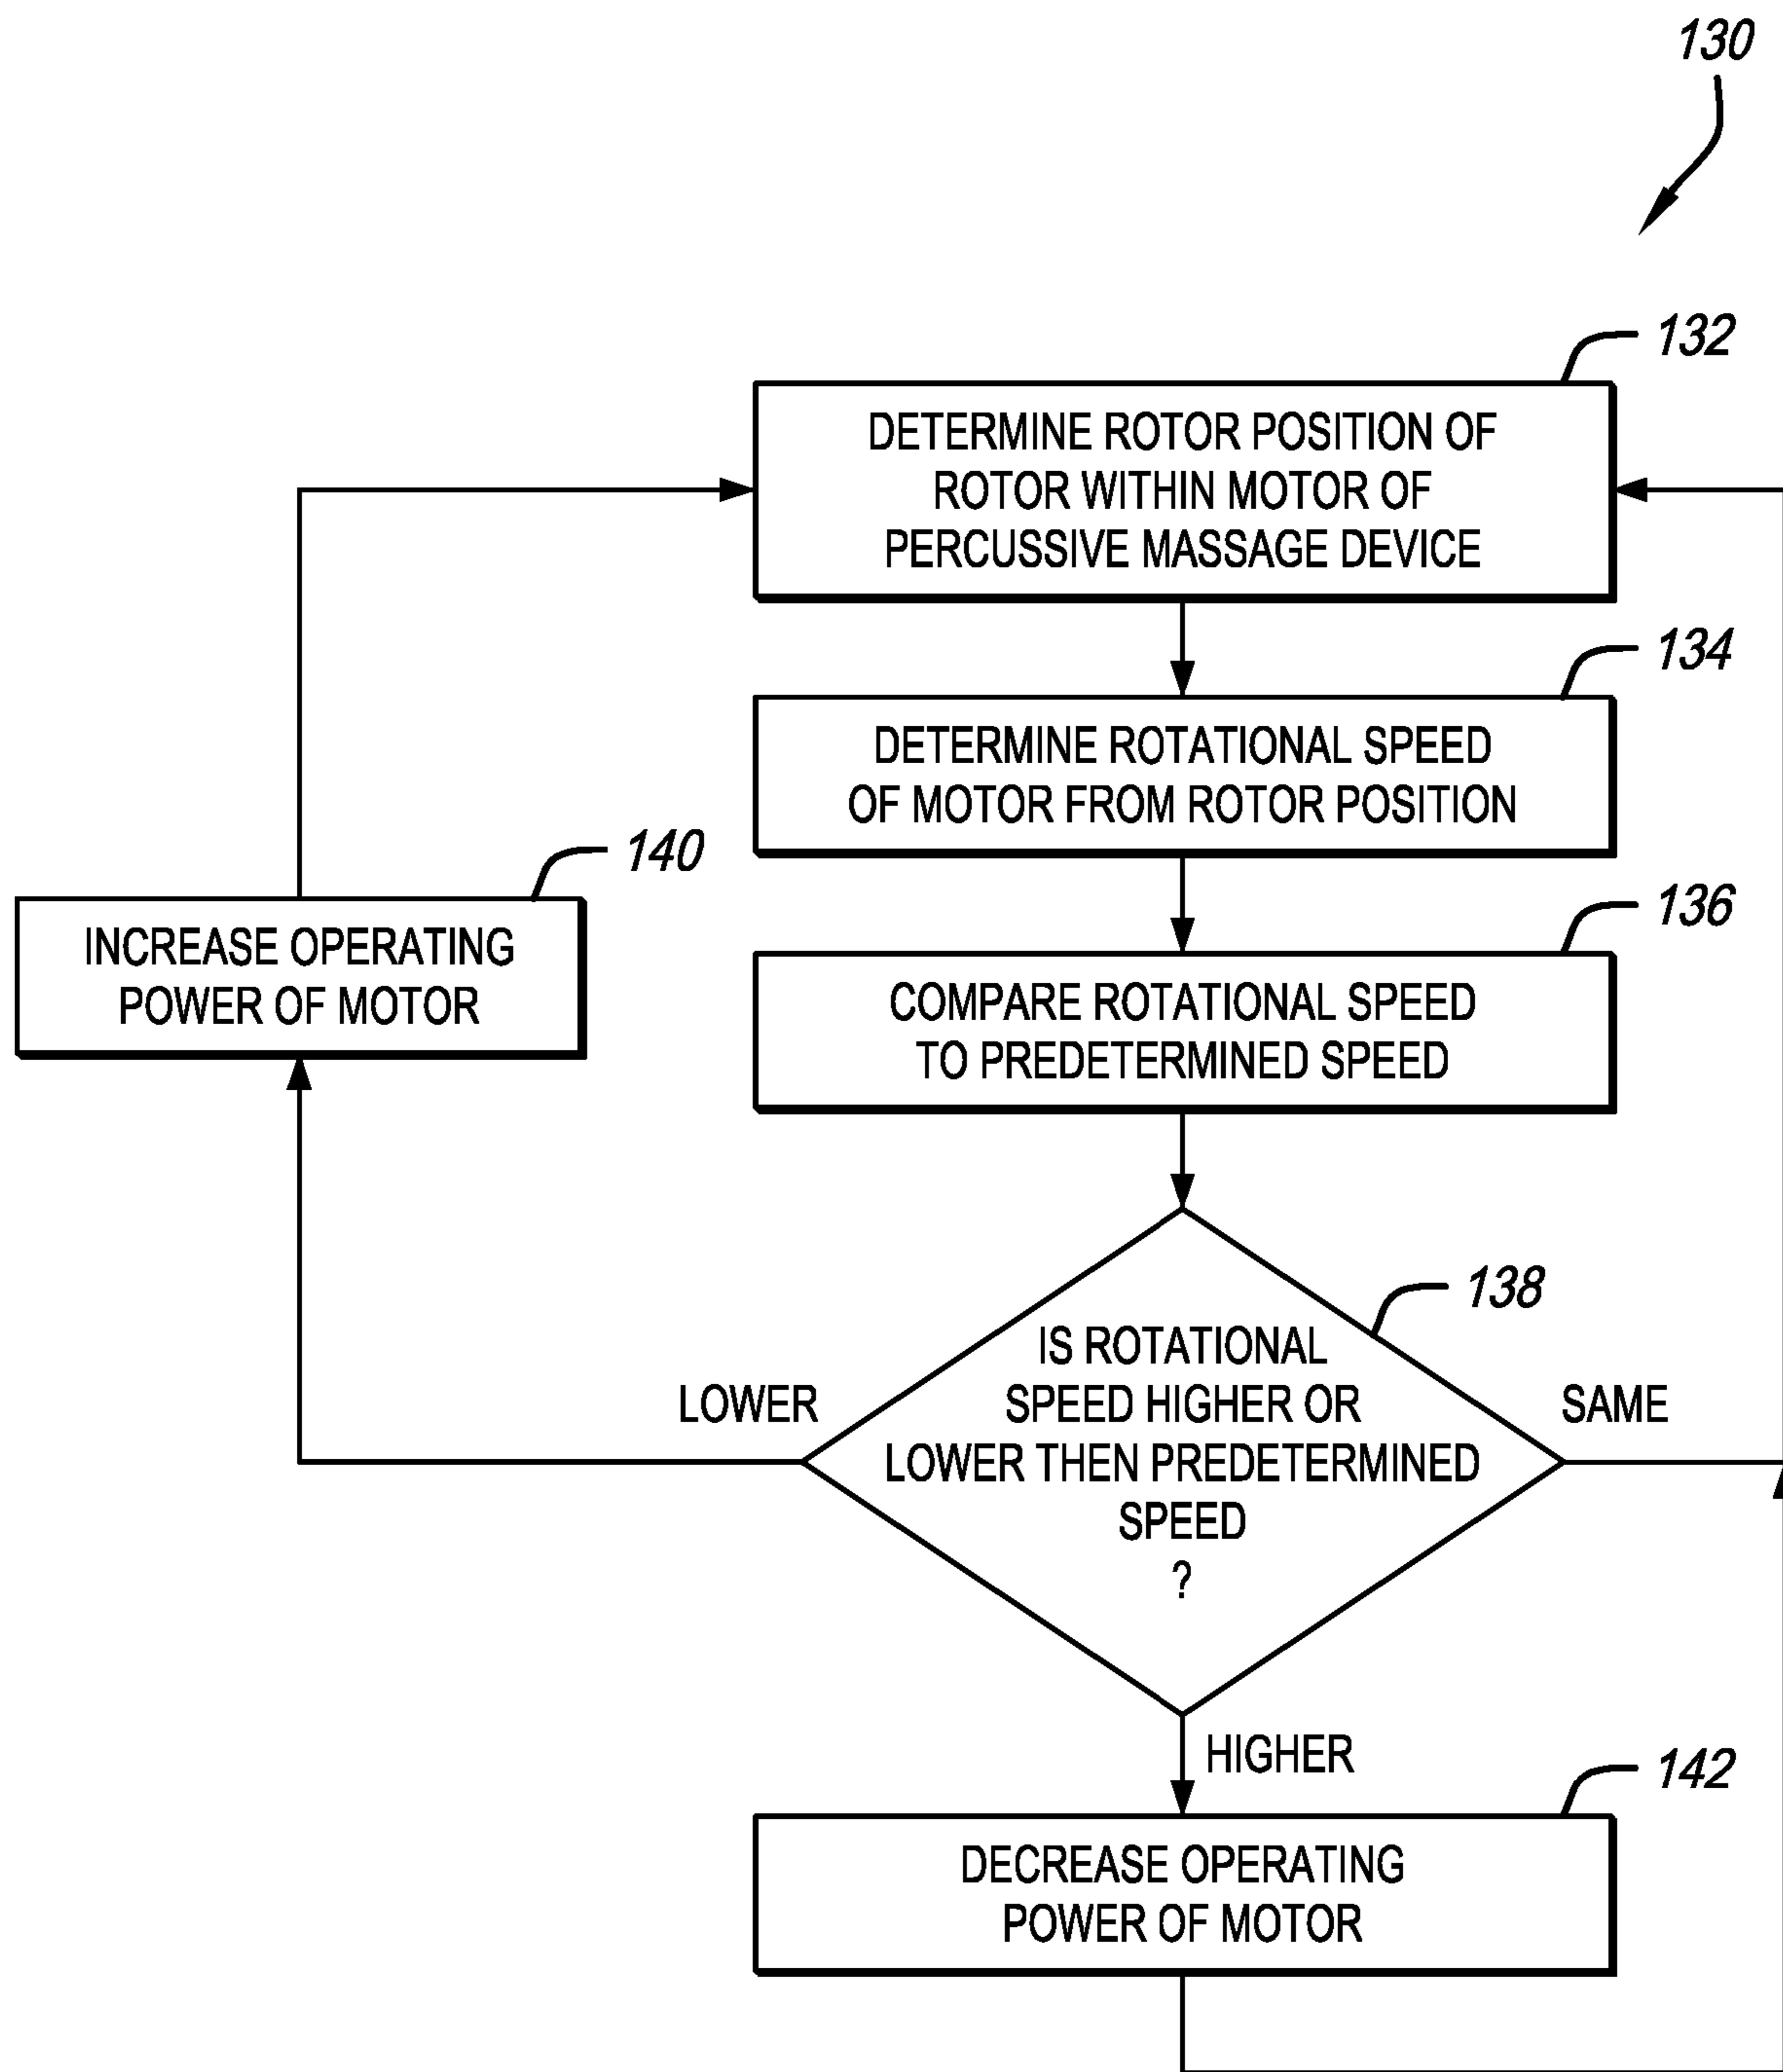 130
132
DETERMINE ROTOR POSITION OF
ROTOR WITHIN MOTOR OF
PERCUSSIVE MASSAGE DEVICE
134
DETERMINE ROTATIONAL SPEED
OF MOTOR FROM ROTOR POSITION
140
INCREASE OPERATING
POWER OF MOTOR
136
COMPARE ROTATIONAL SPEED
TO PREDETERMINED SPEED
138
IS ROTATIONAL
SPEED HIGHER OR
LOWER THEN PREDETERMINED
SPEED
?
LOWER
SAME
HIGHER
142
DECREASE OPERATING
POWER OF MOTOR